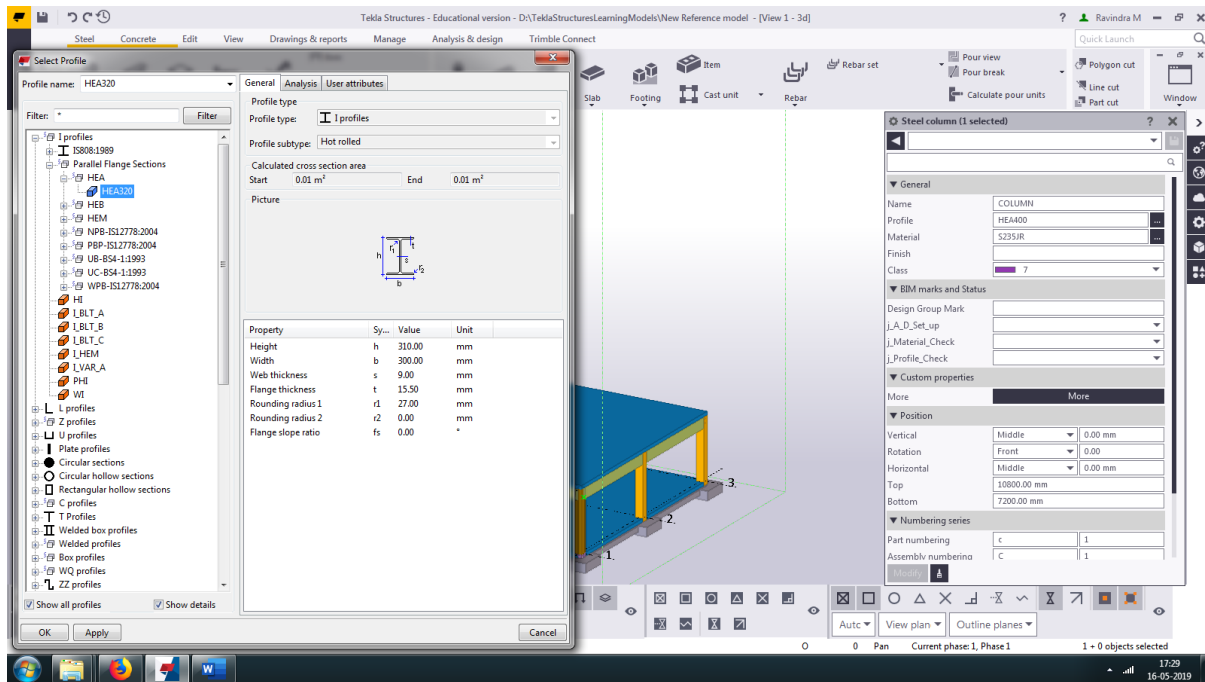 Tekla Structures - Educational version - D:\TeklaStructuresLearningModels\New Reference model - [View 1 - 3d]
? Ravindra M
Steel Concrete Edit View Drawings & reports Manage Analysis & design Trimble Connect
Quick Launch
Slab
Footing
Item
Cast unit
Rebar
Rebar set
Pour view
Pour break
Calculate pour units
Polygon cut
Line cut
Part cut
Window
Select Profile
Profile name: HEA320
Filter: * Filter
I profiles
IS808:1989
Parallel Flange Sections
HEA
HEA320
HEB
HEM
NPB-IS12778:2004
PBP-IS12778:2004
UB-BS4-1:1993
UC-BS4-1:1993
WPB-IS12778:2004
HI
I_BLT_A
I_BLT_B
I_BLT_C
I_HEM
I_VAR_A
PHI
WI
L profiles
Z profiles
U profiles
Plate profiles
Circular sections
Circular hollow sections
Rectangular hollow sections
C profiles
T Profiles
Welded box profiles
Welded profiles
Box profiles
WQ profiles
ZZ profiles
Show all profiles Show details
OK Apply Cancel
General Analysis User attributes
Profile type
Profile type: I profiles
Profile subtype: Hot rolled
Calculated cross section area
Start 0.01 m² End 0.01 m²
Picture
h r1 t s r2 b
Property Sy... Value Unit
Height h 310.00 mm
Width b 300.00 mm
Web thickness s 9.00 mm
Flange thickness t 15.50 mm
Rounding radius 1 r1 27.00 mm
Rounding radius 2 r2 0.00 mm
Flange slope ratio fs 0.00 °
3.
2.
1.
Steel column (1 selected) ?
General
Name COLUMN
Profile HEA400 ...
Material S235JR ...
Finish
Class 7
BIM marks and Status
Design Group Mark
j_A_D_Set_up
j_Material_Check
j_Profile_Check
Custom properties
More More
Position
Vertical Middle 0.00 mm
Rotation Front 0.00
Horizontal Middle 0.00 mm
Top 10800.00 mm
Bottom 7200.00 mm
Numbering series
Part numbering c 1
Assembly numbering C 1
Modify
Autc View plan Outline planes
O 0 Pan Current phase: 1, Phase 1 1 + 0 objects selected
17:29
16-05-2019